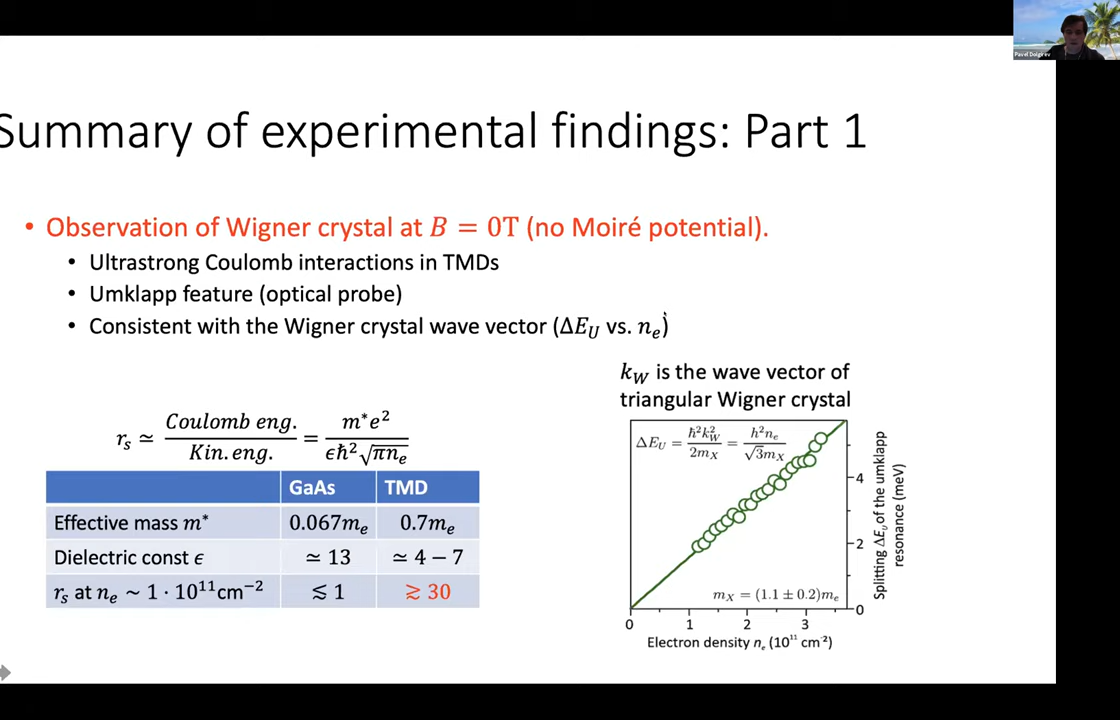 Pavel Dolgirev
Summary of experimental findings: Part 1
• Observation of Wigner crystal at B = 0T (no Moiré potential).
• Ultrastrong Coulomb interactions in TMDs
• Umklapp feature (optical probe)
• Consistent with the Wigner crystal wave vector (ΔE_U vs. n_e)
r_s ≃ Coulomb eng. / Kin. eng. = m*e² / ϵℏ²√πn_e
GaAs TMD
Effective mass m* 0.067m_e 0.7m_e
Dielectric const ϵ ≃ 13 ≃ 4 − 7
r_s at n_e ~ 1 · 10¹¹cm⁻² ≲ 1 ≳ 30
k_W is the wave vector of
triangular Wigner crystal
ΔE_U = ℏ²k_W² / 2m_X = h²n_e / √3m_X
m_X = (1.1 ± 0.2)m_e
4
2
0
Splitting ΔE_U of the umklapp
resonance (meV)
0 1 2 3
Electron density n_e (10¹¹ cm⁻²)